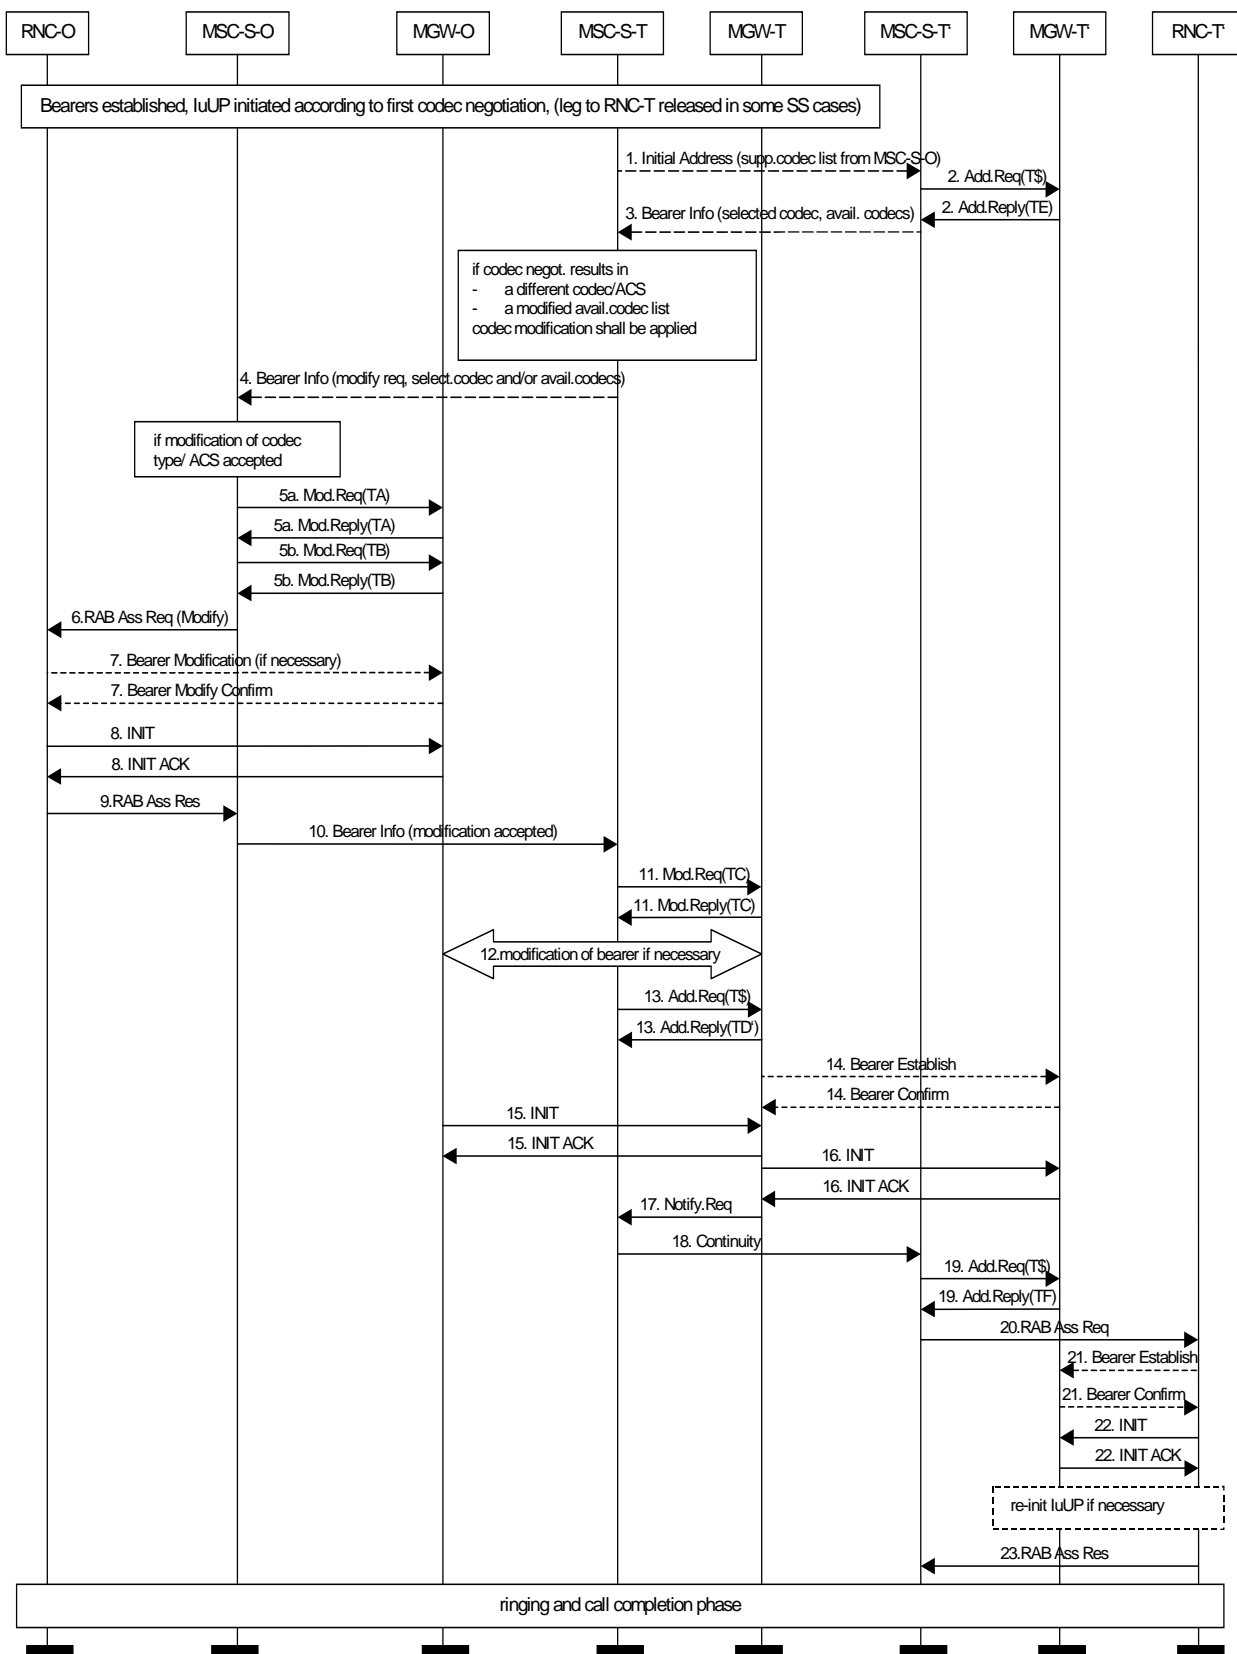 RNC-O
MSC-S-O
MGW-O
MSC-S-T
MGW-T
MSC-S-T'
MGW-T'
RNC-T'
Bearers established, IuUP initiated according to first codec negotiation, (leg to RNC-T released in some SS cases)
1. Initial Address (supp.codec list from MSC-S-O)
2. Add.Req(T$)
2. Add.Reply(TE)
3. Bearer Info (selected codec, avail. codecs)
if codec negot. results in
- a different codec/ACS
- a modified avail.codec list
codec modification shall be applied
4. Bearer Info (modify req, select.codec and/or avail.codecs)
if modification of codec
type/ ACS accepted
5a. Mod.Req(TA)
5a. Mod.Reply(TA)
5b. Mod.Req(TB)
5b. Mod.Reply(TB)
6.RAB Ass Req (Modify)
7. Bearer Modification (if necessary)
7. Bearer Modify Confirm
8. INIT
8. INIT ACK
9.RAB Ass Res
10. Bearer Info (modification accepted)
11. Mod.Req(TC)
11. Mod.Reply(TC)
12.modification of bearer if necessary
13. Add.Req(T$)
13. Add.Reply(TD')
14. Bearer Establish
14. Bearer Confirm
15. INIT
15. INIT ACK
16. INIT
16. INIT ACK
17. Notify.Req
18. Continuity
19. Add.Req(T$)
19. Add.Reply(TF)
20.RAB Ass Req
21. Bearer Establish
21. Bearer Confirm
22. INIT
22. INIT ACK
re-init IuUP if necessary
23.RAB Ass Res
ringing and call completion phase